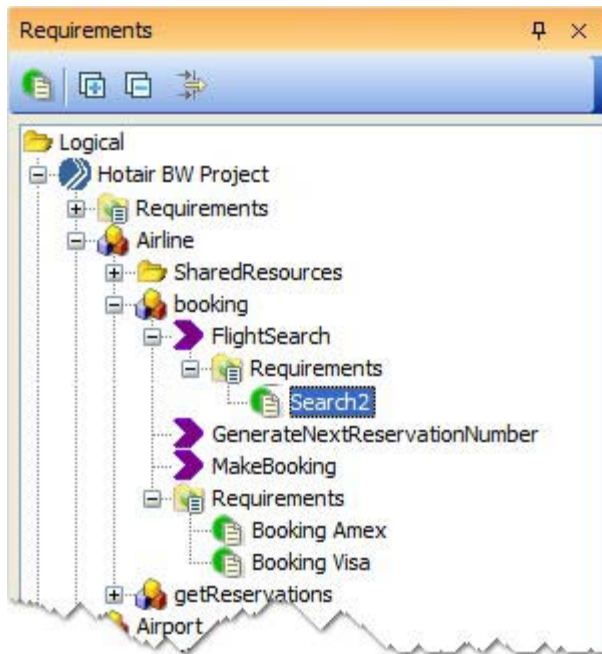 Requirements
Logical
Hotair BW Project
Requirements
Airline
SharedResources
booking
FlightSearch
Requirements
Search2
GenerateNextReservationNumber
MakeBooking
Requirements
Booking Amex
Booking Visa
getReservations
Airport